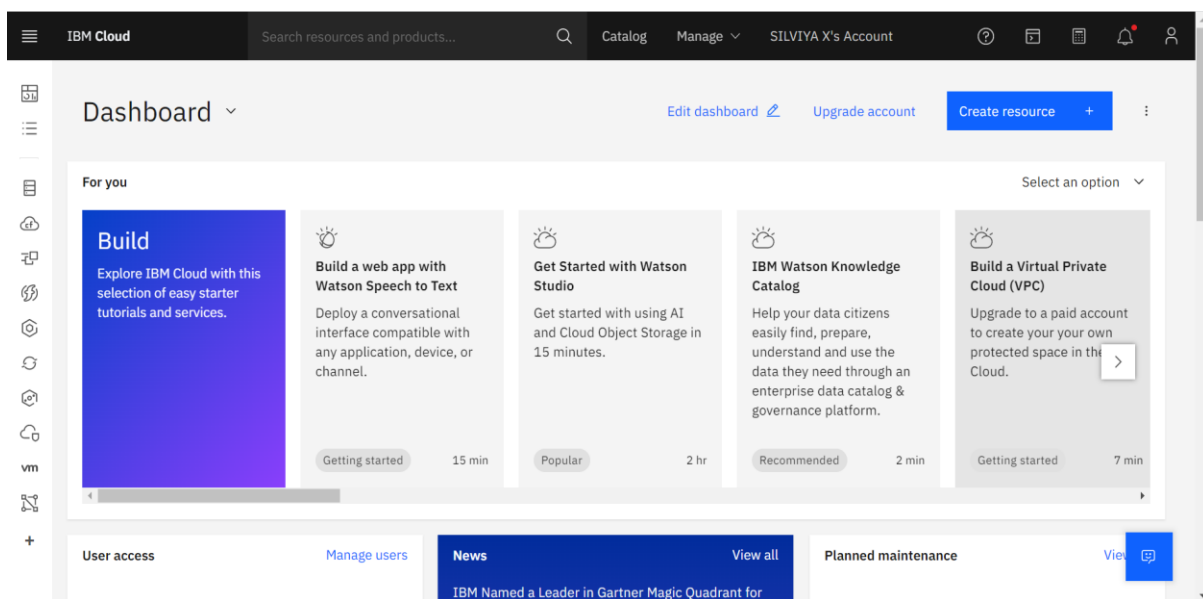 IBM Cloud
Search resources and products...
Catalog
Manage
SILVIYA X's Account
Dashboard
Edit dashboard
Upgrade account
Create resource +
For you
Select an option
Build
Explore IBM Cloud with this
selection of easy starter
tutorials and services.
Build a web app with
Watson Speech to Text
Deploy a conversational
interface compatible with
any application, device, or
channel.
Getting started
15 min
Get Started with Watson
Studio
Get started with using AI
and Cloud Object Storage in
15 minutes.
Popular
2 hr
IBM Watson Knowledge
Catalog
Help your data citizens
easily find, prepare,
understand and use the
data they need through an
enterprise data catalog &
governance platform.
Recommended
2 min
Build a Virtual Private
Cloud (VPC)
Upgrade to a paid account
to create your your own
protected space in the
Cloud.
Getting started
7 min
cf
vm
+
User access
Manage users
News
View all
IBM Named a Leader in Gartner Magic Quadrant for
Planned maintenance